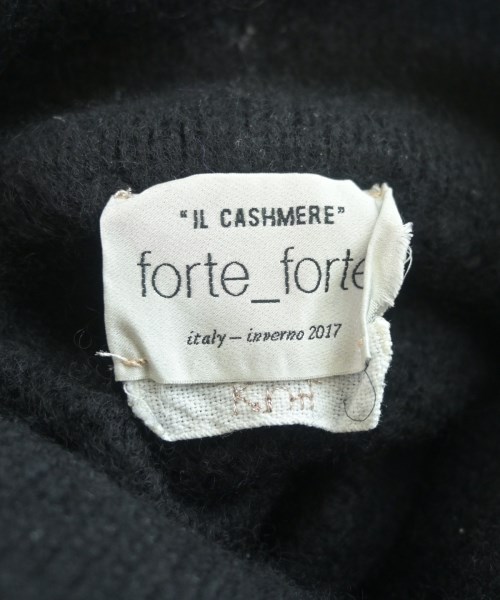 “IL CASHMERE”
forte_forte
italy – inverno 2017